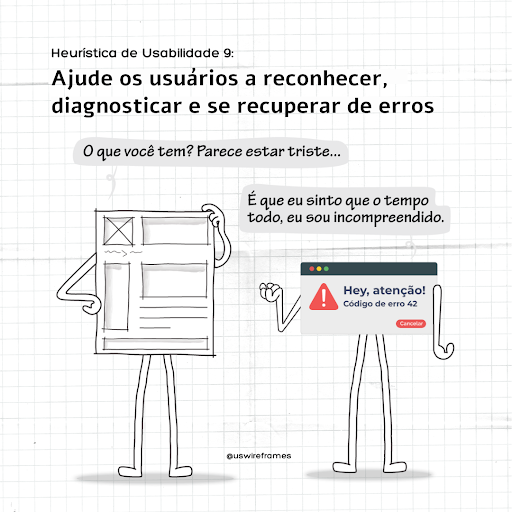 Heurística de Usabilidade 9:
Ajude os usuários a reconhecer,
diagnosticar e se recuperar de erros
O que você tem? Parece estar triste...
É que eu sinto que o tempo
todo, eu sou incompreendido.
Hey, atenção!
Código de erro 42
Cancelar
@uswireframes